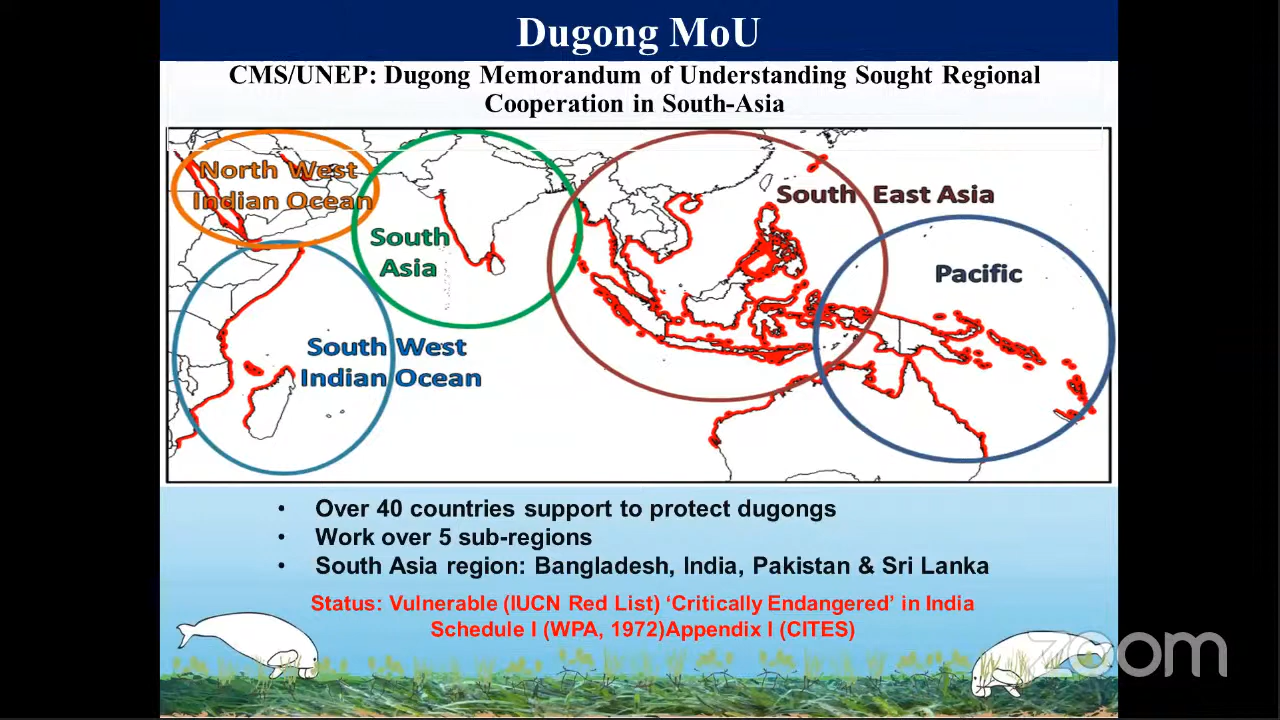 Dugong MoU
CMS/UNEP: Dugong Memorandum of Understanding Sought Regional
Cooperation in South-Asia
North West
Indian Ocean
South
Asia
South East Asia
Pacific
South West
Indian Ocean
• Over 40 countries support to protect dugongs
• Work over 5 sub-regions
• South Asia region: Bangladesh, India, Pakistan & Sri Lanka
Status: Vulnerable (IUCN Red List) ‘Critically Endangered’ in India
Schedule I (WPA, 1972)Appendix I (CITES)
zoom